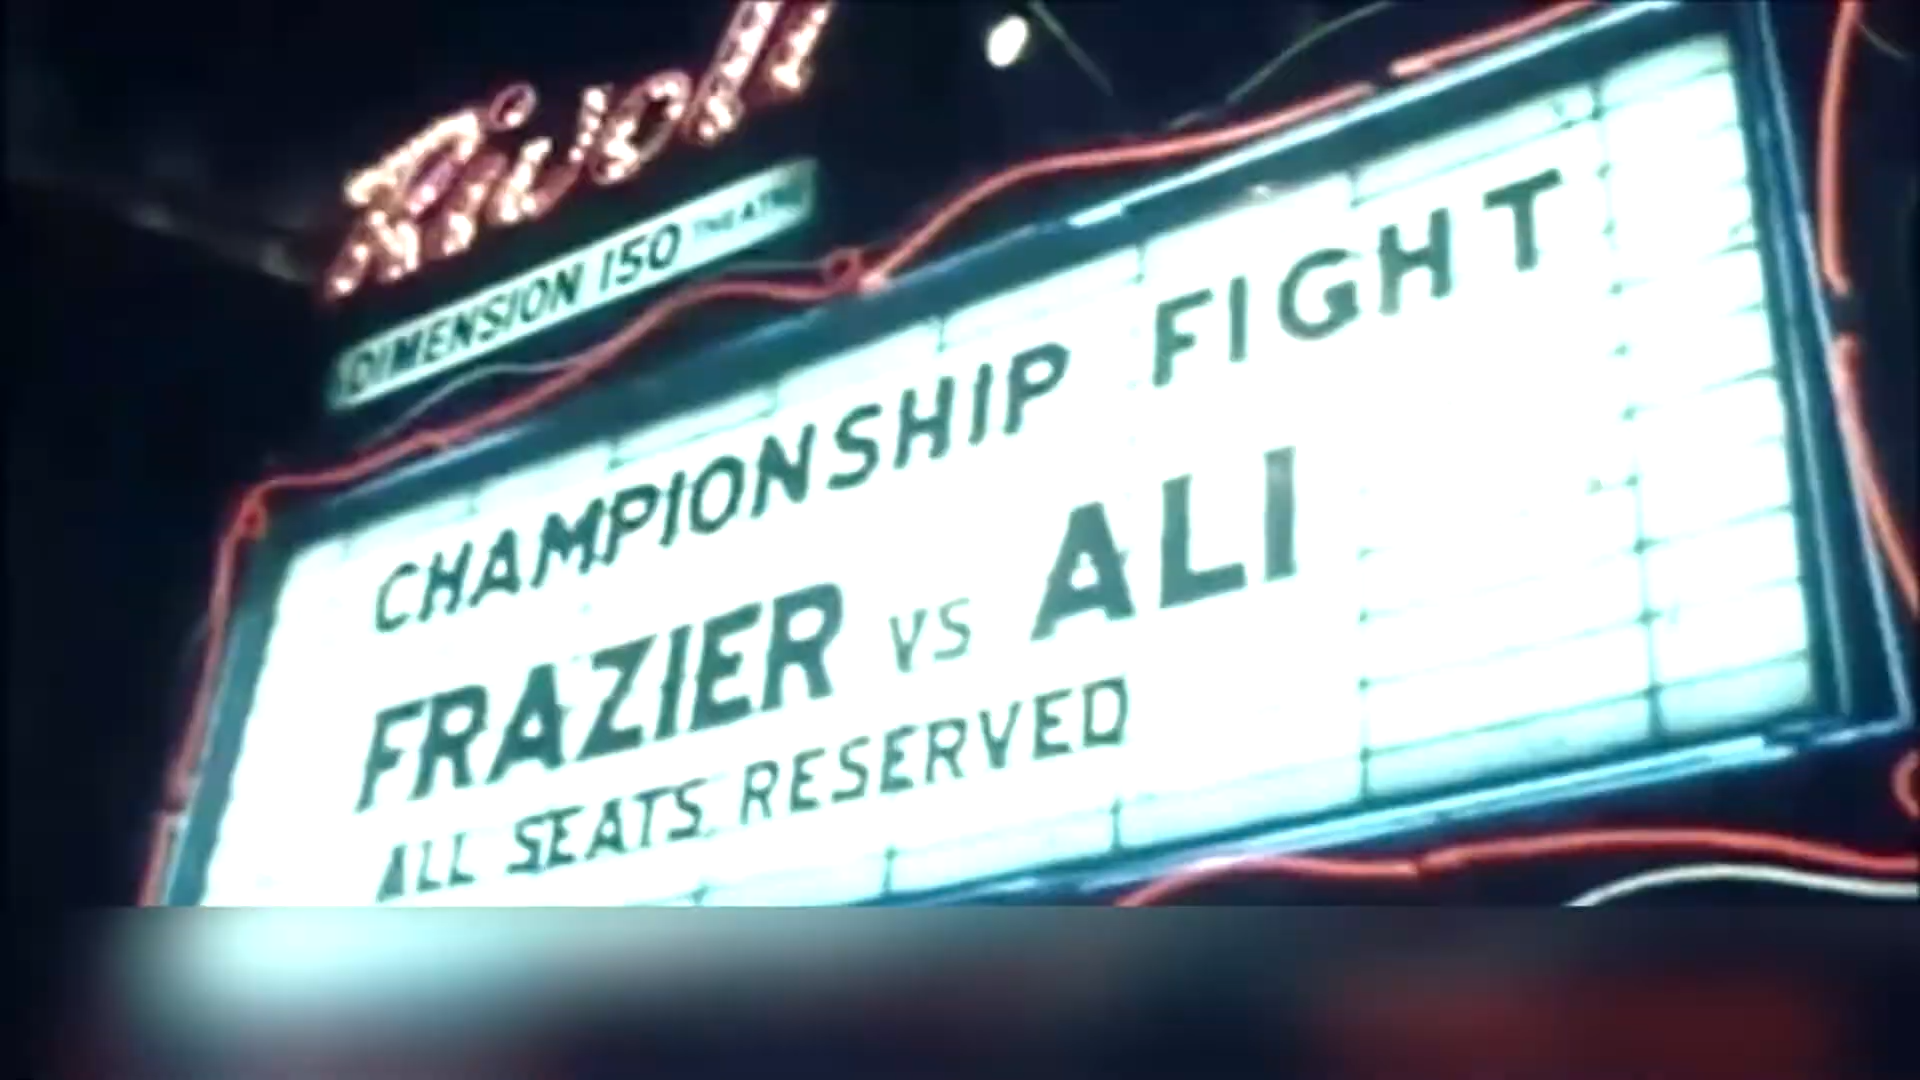 Rivoli
DIMENSION 150 THEATRE
CHAMPIONSHIP FIGHT
FRAZIER VS ALI
ALL SEATS RESERVED